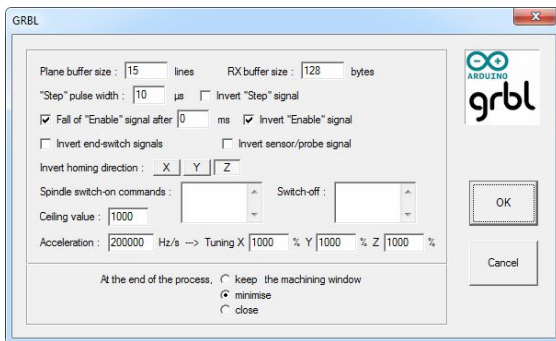 GRBL
Plane buffer size : 15 lines RX buffer size : 128 bytes
"Step" pulse width : 10 µs Invert "Step" signal
Fall of "Enable" signal after 0 ms Invert "Enable" signal
Invert end-switch signals Invert sensor/probe signal
Invert homing direction : X Y Z
Spindle switch-on commands : Switch-off :
Ceiling value : 1000
Acceleration : 200000 Hz/s ---> Tuning X 1000 % Y 1000 % Z 1000 %
At the end of the process, keep the machining window
minimise
close
ARDUINO
grbl
OK
Cancel